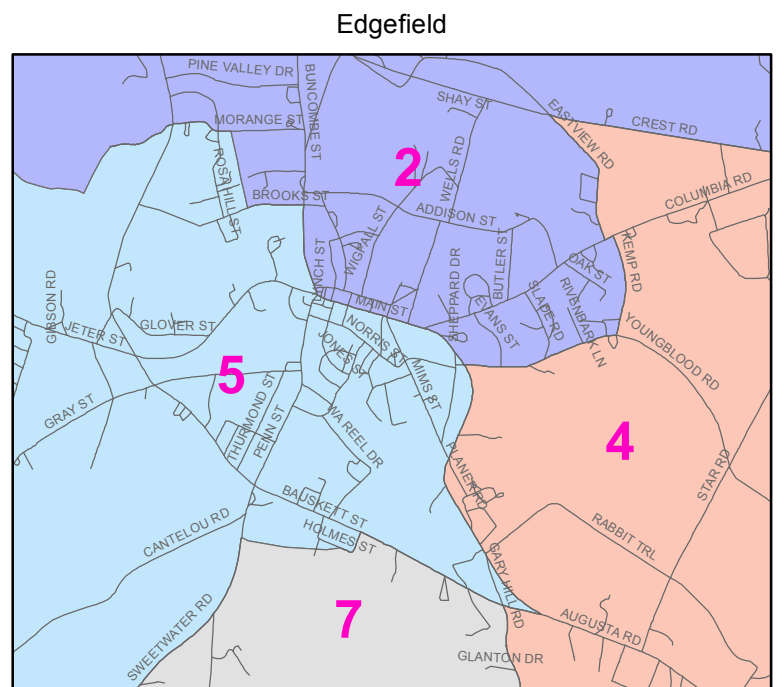 Edgefield
PINE VALLEY DR
BUNCOMBE ST
SHAY ST
EASTVIEW RD
CREST RD
MORANGE ST
ROSA HILL ST
2
WELLS RD
COLUMBIA RD
BROOKS ST
ADDISON ST
WIGFALL ST
LYNCH ST
SHEPPARD DR
BUTLER ST
OAK ST
KEMP RD
GIBSON RD
MAIN ST
EVANS ST
SLADE RD
RIVENBARK LN
JETER ST
GLOVER ST
NORRIS S
JONES ST
YOUNGBLOOD RD
5
MIMS ST
GRAY ST
THURMOND ST
PENN ST
WA REEL DR
4
PLANER RD
STAR RD
BAUSKETT ST
CANTELOU RD
HOLMES ST
RABBIT TRL
GARY HILL RD
7
SWEETWATER RD
AUGUSTA RD
GLANTON DR